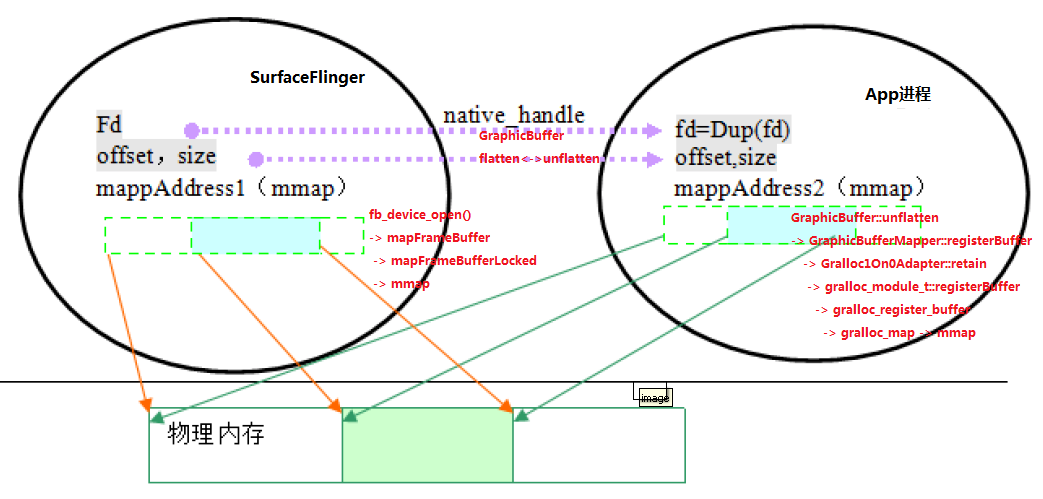 SurfaceFlinger
App进程
native_handle
GraphicBuffer
flatten<->unflatten
Fd
offset，size
mappAddress1（mmap）
fd=Dup(fd)
offset,size
mappAddress2（mmap）
fb_device_open()
-> mapFrameBuffer
-> mapFrameBufferLocked
-> mmap
GraphicBuffer::unflatten
-> GraphicBufferMapper::registerBuffer
-> Gralloc1On0Adapter::retain
-> gralloc_module_t::registerBuffer
-> gralloc_register_buffer
-> gralloc_map -> mmap
image
物理内存